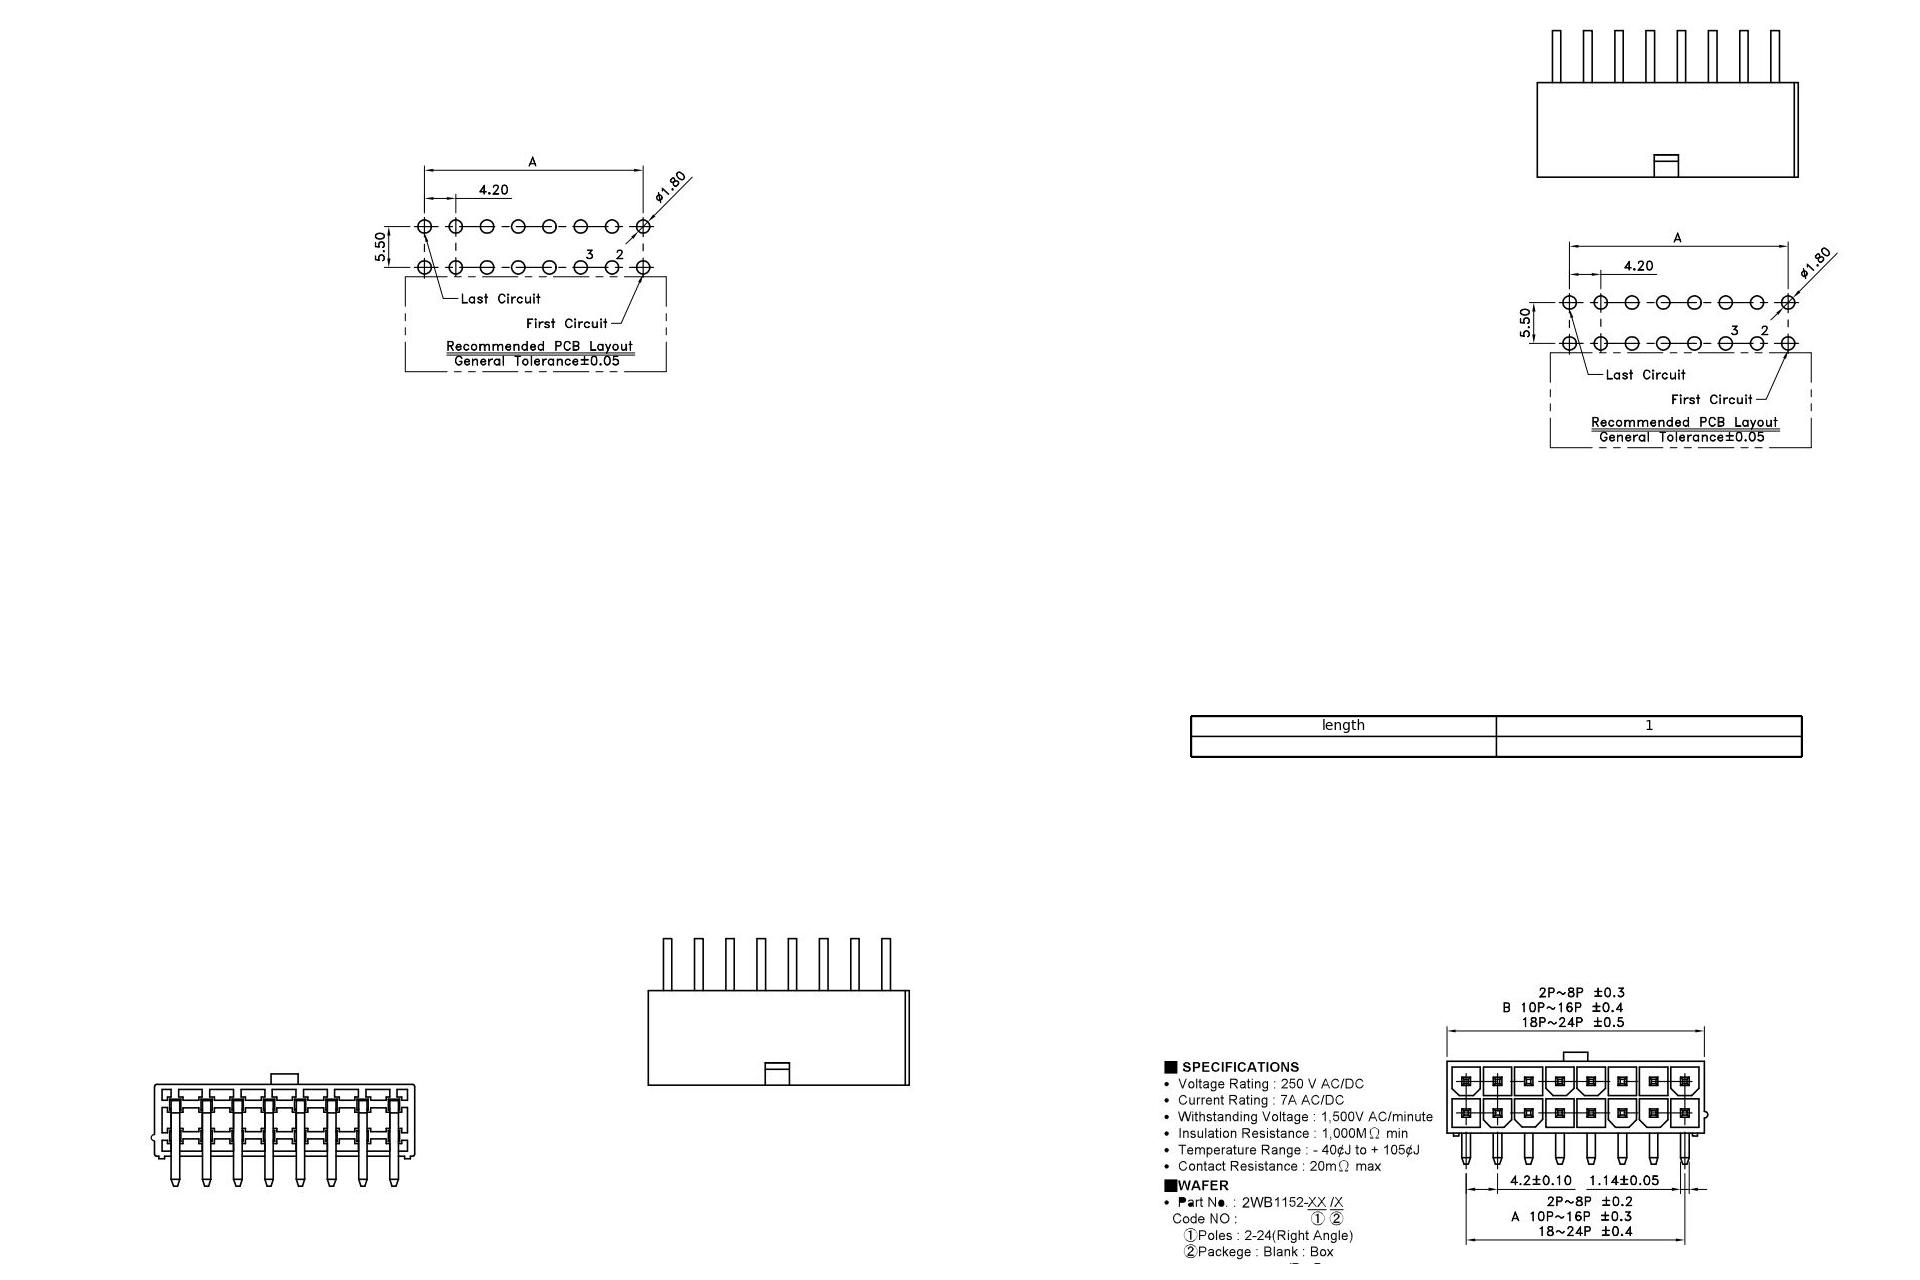 A
4.20
ø1.80
5.50
3 2
Last Circuit
First Circuit
Recommended PCB Layout
General Tolerance±0.05
A
4.20
ø1.80
5.50
3 2
Last Circuit
First Circuit
Recommended PCB Layout
General Tolerance±0.05
length 1
2P~8P ±0.3
B 10P~16P ±0.4
18P~24P ±0.5
■ SPECIFICATIONS
• Voltage Rating : 250 V AC/DC
• Current Rating : 7A AC/DC
• Withstanding Voltage : 1,500V AC/minute
• Insulation Resistance : 1,000MΩ min
• Temperature Range : - 40¢J to + 105¢J
• Contact Resistance : 20mΩ max
■WAFER
• Part No. : 2WB1152-XX /X
Code NO : ① ②
①Poles : 2-24(Right Angle)
②Packege : Blank : Box
4.2±0.10 1.14±0.05
2P~8P ±0.2
A 10P~16P ±0.3
18~24P ±0.4